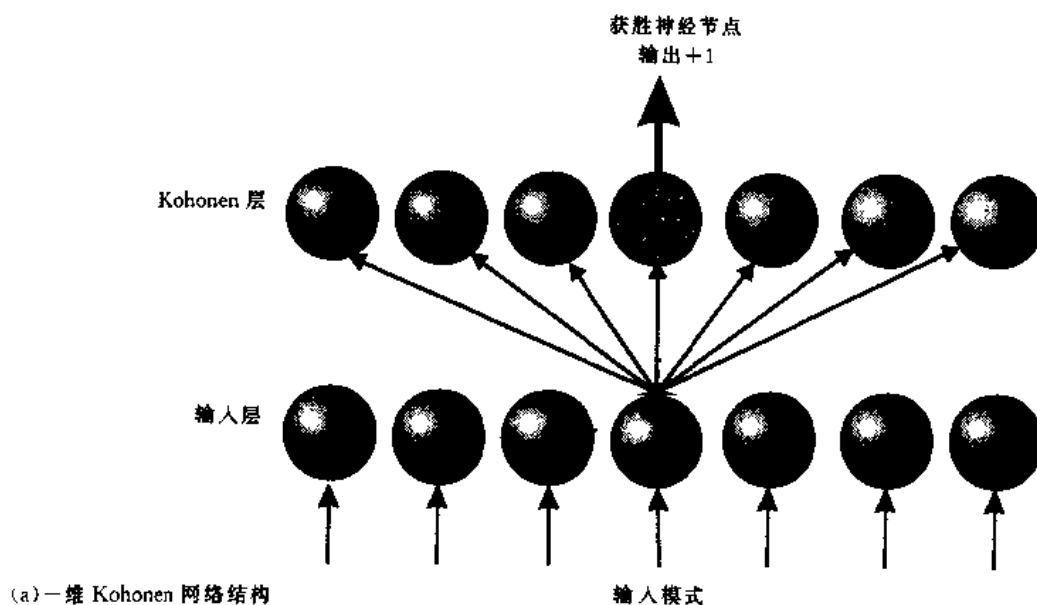 获胜神经节点
输出+1
Kohonen 层
输入层
(a)一维 Kohonen 网络结构
输入模式